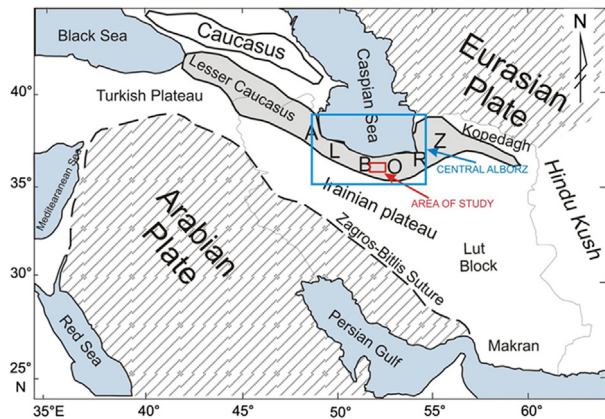 Black Sea
Caucasus
Caspian Sea
Eurasian
Plate
N
40°
Lesser Caucasus
Turkish Plateau
Kopedagh
A L B O R Z
CENTRAL ALBORZ
Meditearanean Sea
35°
AREA OF STUDY
Irainian plateau
Hindu Kush
Arabian
Plate
Zagros-Bitlis Suture
Lut
Block
30°
Red Sea
Persian Gulf
Makran
25°
N
35°E
40°
45°
50°
55°
60°